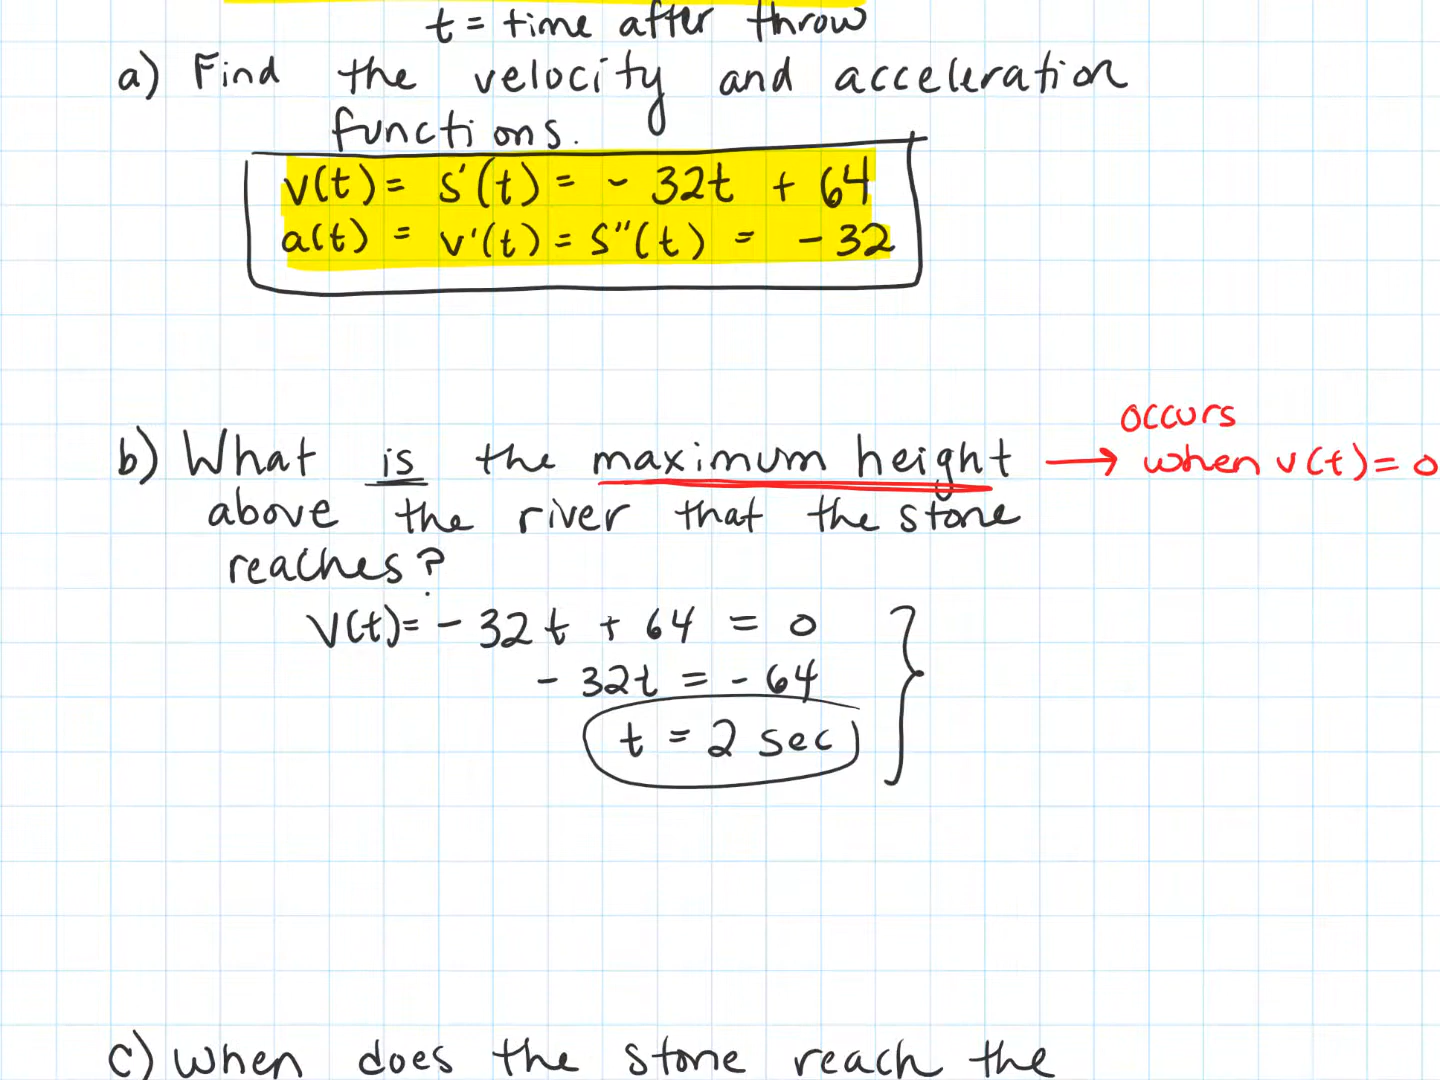 t = time after throw
a) Find the velocity and acceleration
functions.
v(t) = s'(t) = - 32t + 64
a(t) = v'(t) = s''(t) = - 32
occurs
b) What is the maximum height → when v(t) = 0
above the river that the stone
reaches?
v(t) = - 32t + 64 = 0
- 32t = - 64
t = 2 sec
c) when does the stone reach the